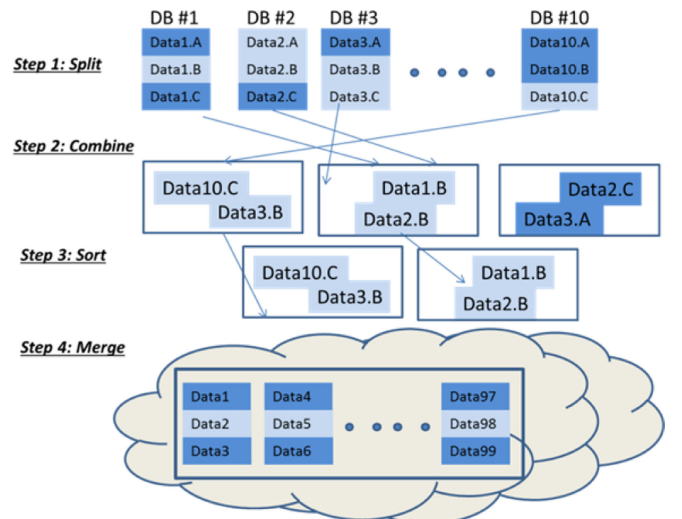 DB #1 DB #2 DB #3 DB #10
Step 1: Split
Data1.A Data2.A Data3.A Data10.A
Data1.B Data2.B Data3.B Data10.B
Data1.C Data2.C Data3.C Data10.C
Step 2: Combine
Data10.C Data1.B Data2.C
Data3.B Data2.B Data3.A
Step 3: Sort
Data10.C Data1.B
Data3.B Data2.B
Step 4: Merge
Data1 Data4 Data97
Data2 Data5 Data98
Data3 Data6 Data99